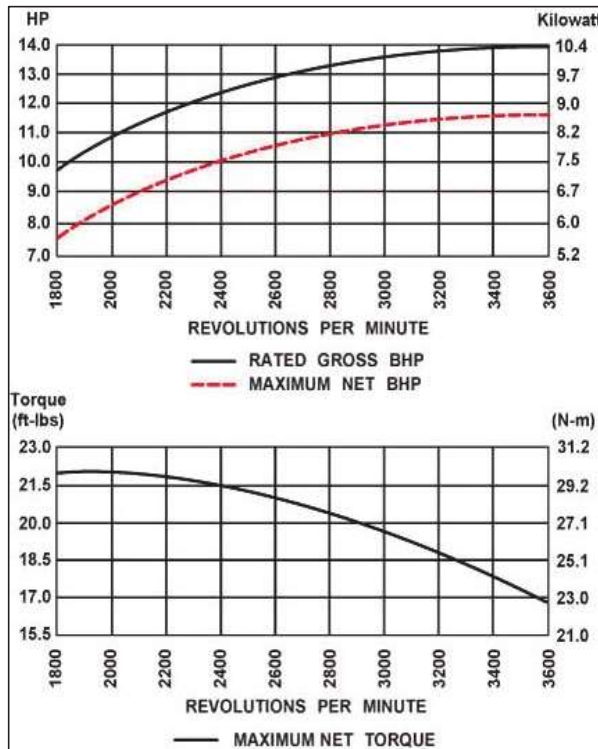 HP Kilowatt
14.0 10.4
13.0 9.7
12.0 9.0
11.0 8.2
10.0 7.5
9.0 6.7
8.0 6.0
7.0 5.2
1800 2000 2200 2400 2600 2800 3000 3200 3400 3600
REVOLUTIONS PER MINUTE
RATED GROSS BHP
MAXIMUM NET BHP
Torque
(ft-lbs) (N-m)
23.0 31.2
21.5 29.2
20.0 27.1
18.5 25.1
17.0 23.0
15.5 21.0
1800 2000 2200 2400 2600 2800 3000 3200 3400 3600
REVOLUTIONS PER MINUTE
MAXIMUM NET TORQUE